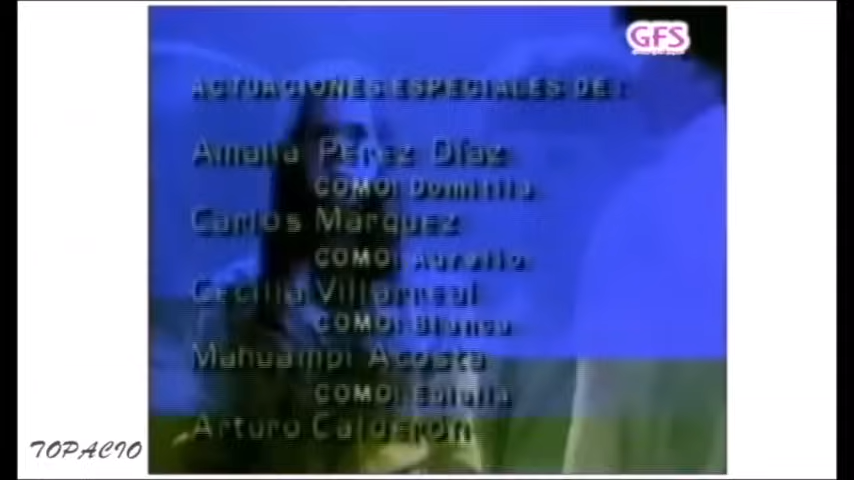 GFS
ACTUACIONES ESPECIALES DE:
Amalia Pérez Díaz
COMO: Domitila
Carlos Márquez
COMO: Aurelio
Cecilia Villarreal
COMO: Blanca
Mahuampi Acosta
COMO: Eulalia
Arturo Calderón
TOPACIO